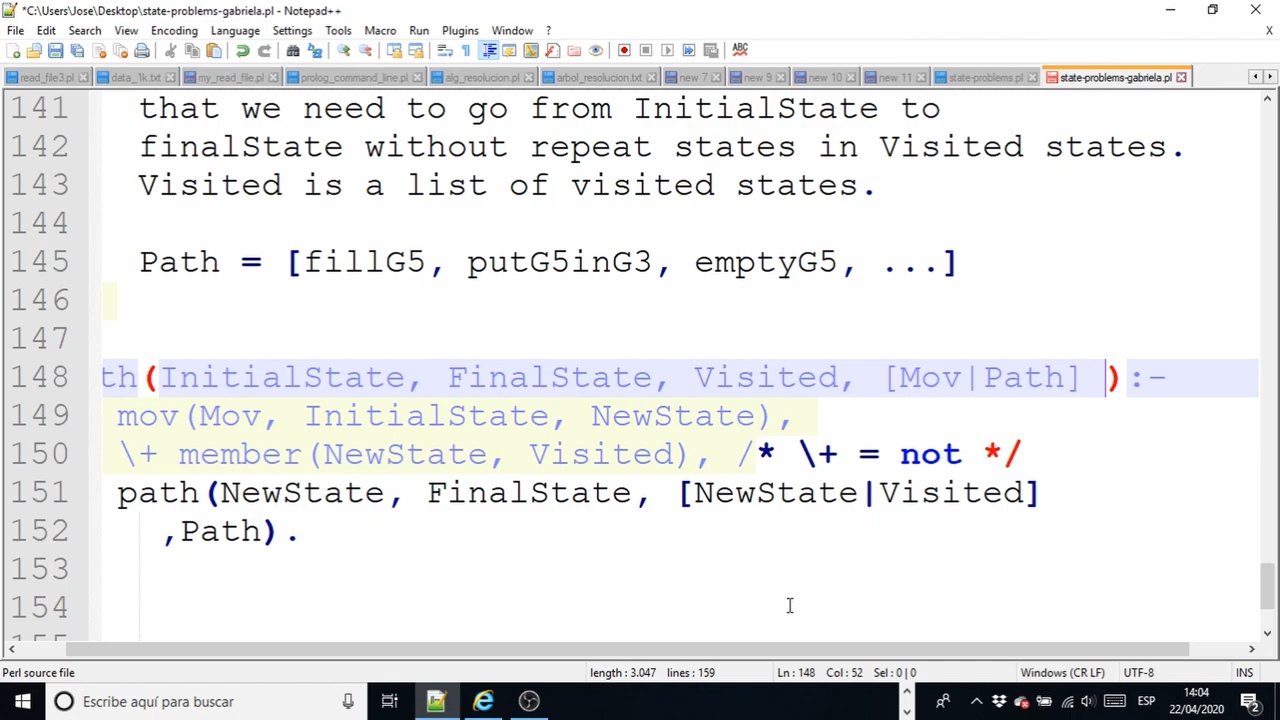 *C:\Users\Jose\Desktop\state-problems-gabriela.pl - Notepad++
File Edit Search View Encoding Language Settings Tools Macro Run Plugins Window ? X
read_file3.pl data_1k.txt my_read_file.pl prolog_command_line.pl alg_resolucion.pl arbol_resolucion.txt new 7 new 9 new 10 new 11 state-problems.pl state-problems-gabriela.pl
141 that we need to go from InitialState to
142 finalState without repeat states in Visited states.
143 Visited is a list of visited states.
144
145 Path = [fillG5, putG5inG3, emptyG5, ...]
146
147
148 th(InitialState, FinalState, Visited, [Mov|Path] ):-
149 mov(Mov, InitialState, NewState),
150 \+ member(NewState, Visited), /* \+ = not */
151 path(NewState, FinalState, [NewState|Visited]
152 ,Path).
153
154
155
Perl source file length : 3.047 lines : 159 Ln : 148 Col : 52 Sel : 0 | 0 Windows (CR LF) UTF-8 INS
Escribe aquí para buscar ESP 14:04
22/04/2020 2